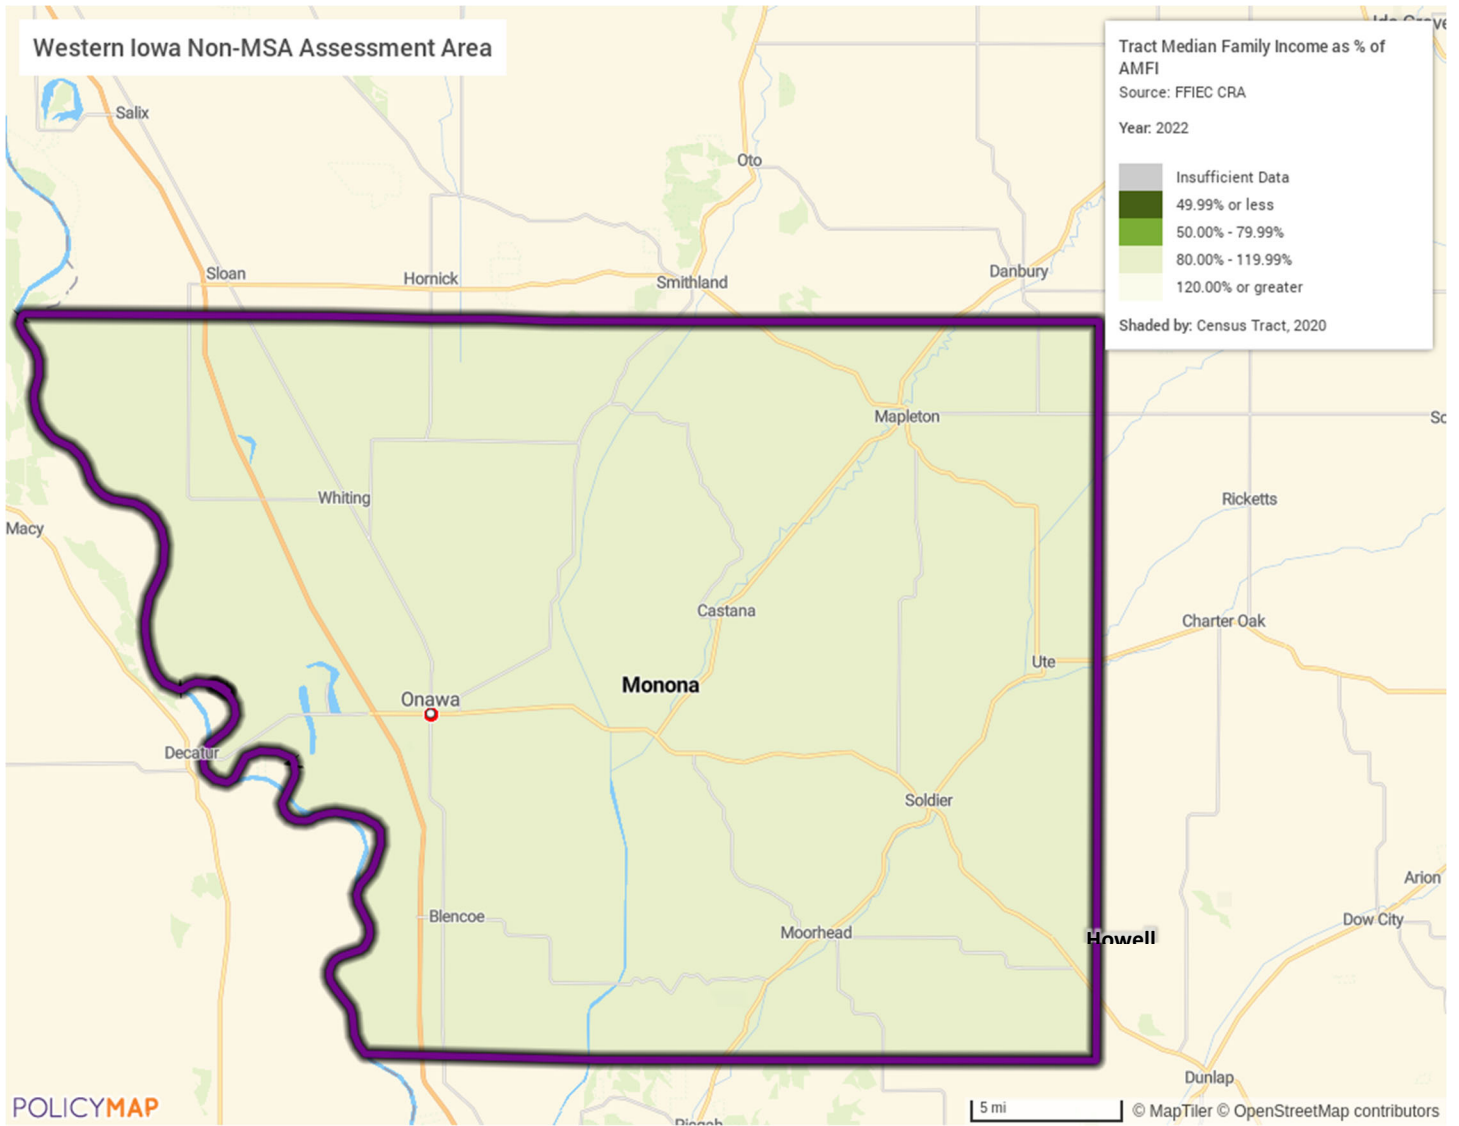 Western Iowa Non-MSA Assessment Area
Tract Median Family Income as % of
AMFI
Source: FFIEC CRA
Year: 2022
Insufficient Data
49.99% or less
50.00% - 79.99%
80.00% - 119.99%
120.00% or greater
Shaded by: Census Tract, 2020
Salix
Oto
Sloan
Hornick
Smithland
Danbury
Mapleton
Whiting
Ricketts
Macy
Castana
Charter Oak
Ute
Monona
Onawa
Decatur
Soldier
Arion
Blencoe
Dow City
Moorhead
Howell
Dunlap
POLICYMAP
5 mi
© MapTiler © OpenStreetMap contributors